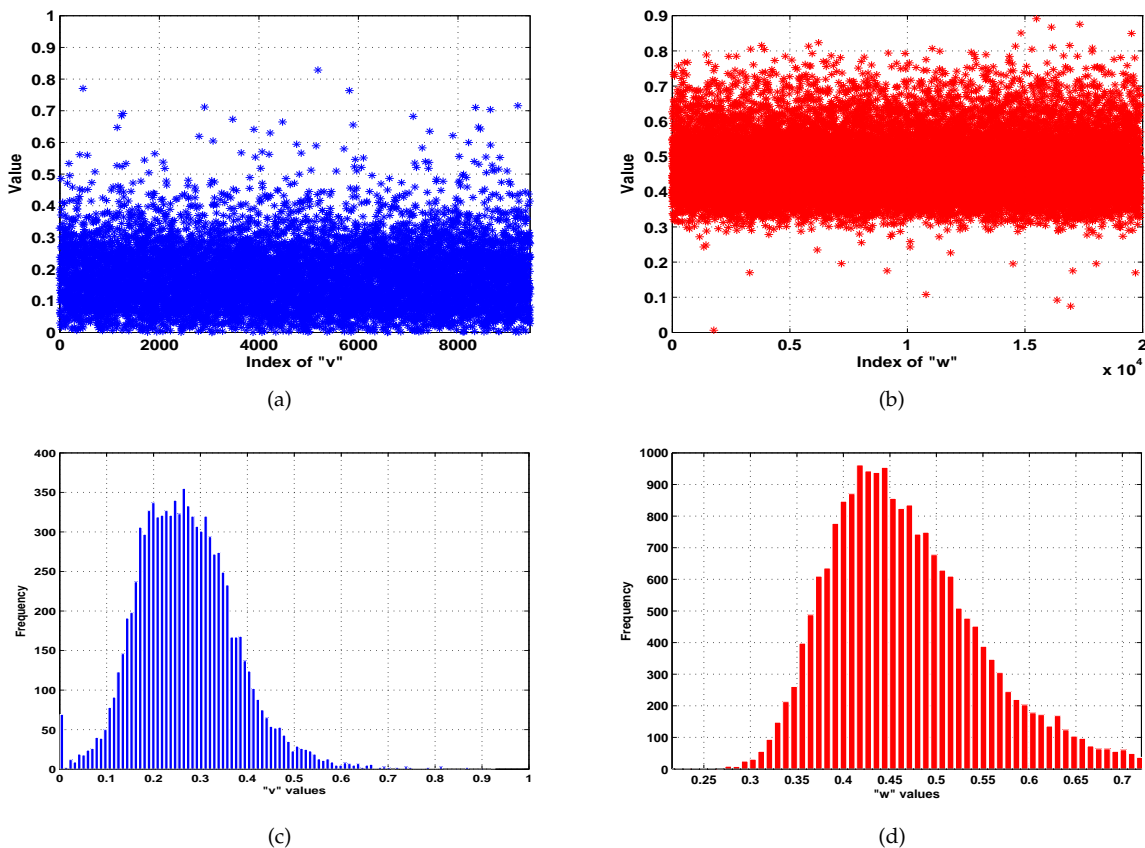 1
0.9
0.8
0.7
0.6
0.5
0.4
0.3
0.2
0.1
0
Value
0 2000 4000 6000 8000
Index of "v"
(a)
0.9
0.8
0.7
0.6
0.5
0.4
0.3
0.2
0.1
0
Value
0 0.5 1 1.5 2
Index of "w"
x 10^4
(b)
400
350
300
250
200
150
100
50
0
Frequency
0 0.1 0.2 0.3 0.4 0.5 0.6 0.7 0.8 0.9 1
"v" values
(c)
1000
900
800
700
600
500
400
300
200
100
0
Frequency
0.25 0.3 0.35 0.4 0.45 0.5 0.55 0.6 0.65 0.7
"w" values
(d)